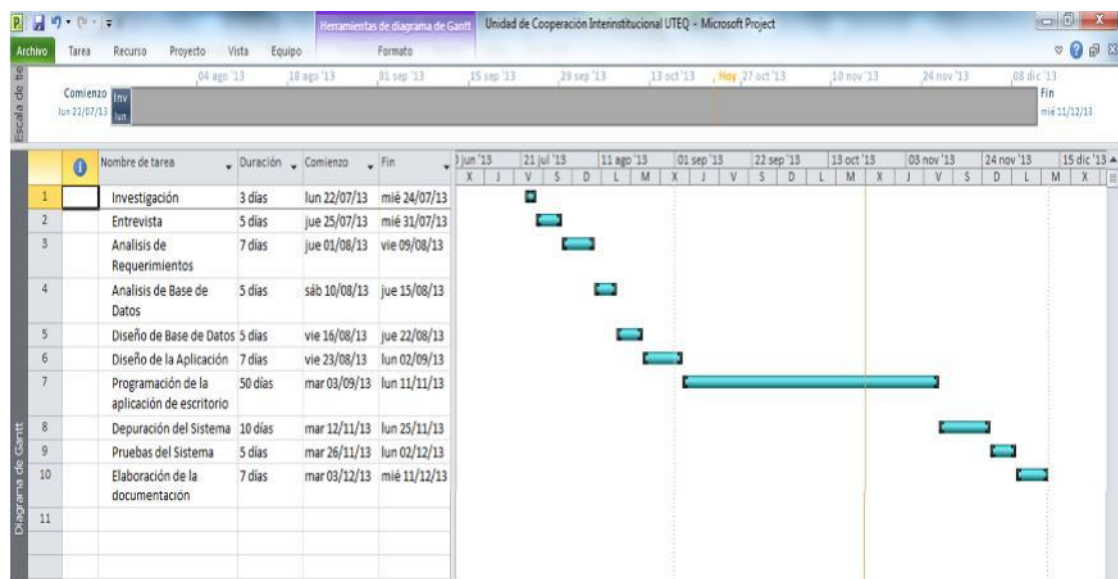 Herramientas de diagrama de Gantt Unidad de Cooperación Interinstitucional UTEQ - Microsoft Project
Archivo Tarea Recurso Proyecto Vista Equipo Formato
04 ago '13 18 ago '13 01 sep '13 15 sep '13 29 sep '13 13 oct '13 Hoy 27 oct '13 10 nov '13 24 nov '13 08 dic '13
Comienzo Inv Fin
lun 22/07/13 lun mié 11/12/13
Nombre de tarea Duración Comienzo Fin jun '13 21 jul '13 11 ago '13 01 sep '13 22 sep '13 13 oct '13 03 nov '13 24 nov '13 15 dic '13
X J V S D L M X J V S D L M X J V S D L M X
1 Investigación 3 días lun 22/07/13 mié 24/07/13
2 Entrevista 5 días jue 25/07/13 mié 31/07/13
3 Analisis de 7 días jue 01/08/13 vie 09/08/13
Requerimientos
4 Analisis de Base de 5 días sáb 10/08/13 jue 15/08/13
Datos
5 Diseño de Base de Datos 5 días vie 16/08/13 jue 22/08/13
6 Diseño de la Aplicación 7 días vie 23/08/13 lun 02/09/13
7 Programación de la 50 días mar 03/09/13 lun 11/11/13
aplicación de escritorio
8 Depuración del Sistema 10 días mar 12/11/13 lun 25/11/13
9 Pruebas del Sistema 5 días mar 26/11/13 lun 02/12/13
10 Elaboración de la 7 días mar 03/12/13 mié 11/12/13
documentación
11
Escala de tie
Diagrama de Gantt